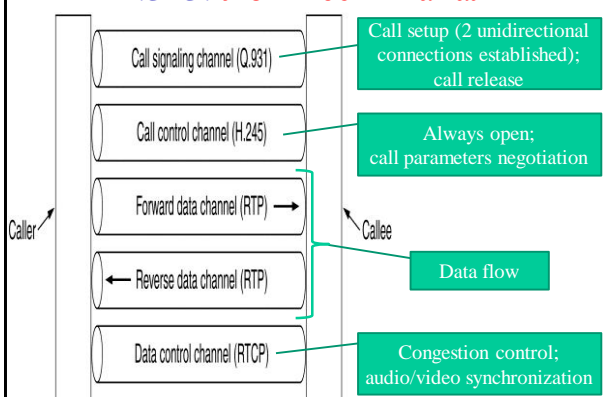 Call signaling channel (Q.931)
Call setup (2 unidirectional
connections established);
call release
Call control channel (H.245)
Always open;
call parameters negotiation
Forward data channel (RTP)
Caller
Callee
Reverse data channel (RTP)
Data flow
Data control channel (RTCP)
Congestion control;
audio/video synchronization